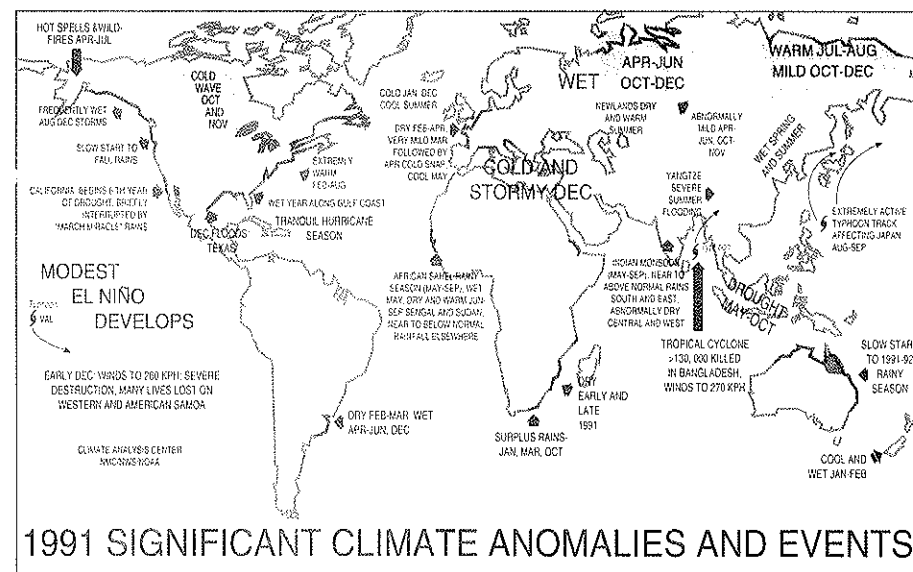 HOT SPELLS & WILD-
FIRES APR-JUL
COLD
WAVE
OCT
AND
NOV
FREQUENTLY WET
AUG DEC STORMS
SLOW START TO
FALL RAINS
CALIFORNIA BEGINS 6TH YEAR
OF DROUGHT, BRIEFLY
INTERRUPTED BY
"MARCH MIRACLE" RAINS
EXTREMELY
WARM
FEB-AUG
WET YEAR ALONG GULF COAST
DEC FLOODS
TEXAS
TRANQUIL HURRICANE
SEASON
MODEST
EL NIÑO
DEVELOPS
VAL
EARLY DEC: WINDS TO 260 KPH; SEVERE
DESTRUCTION, MANY LIVES LOST ON
WESTERN AND AMERICAN SAMOA
CLIMATE ANALYSIS CENTER
NMC/NWS/NOAA
DRY FEB-MAR, WET
APR-JUN, DEC
COLD JAN-DEC
COOL SUMMER
DRY FEB-APR,
VERY MILD MAR
FOLLOWED BY
APR COLD SNAP,
COOL MAY
WET
APR-JUN
OCT-DEC
WARM JUL-AUG
MILD OCT-DEC
NEWLANDS DRY
AND WARM
SUMMER
ABNORMALLY
MILD APR-
JUN, OCT-
NOV
WET SPRING
AND SUMMER
COLD AND
STORMY DEC
YANGTZE
SEVERE
SUMMER
FLOODING
EXTREMELY ACTIVE
TYPHOON TRACK
AFFECTING JAPAN
AUG-SEP
AFRICAN SAHEL RAINY
SEASON (MAY-SEP), WET
MAY, DRY AND WARM JUN-
SEP SENGAL AND SUDAN,
NEAR TO BELOW NORMAL
RAINFALL ELSEWHERE
INDIAN MONSOON
(MAY-SEP), NEAR TO
ABOVE NORMAL RAINS
SOUTH AND EAST,
ABNORMALLY DRY
CENTRAL AND WEST
DROUGHT
MAY-OCT
TROPICAL CYCLONE
>130, 000 KILLED
IN BANGLADESH,
WINDS TO 270 KPH
SLOW START
TO 1991-92
RAINY
SEASON
DRY
EARLY AND
LATE
1991
SURPLUS RAINS-
JAN, MAR, OCT
COOL AND
WET JAN-FEB
1991 SIGNIFICANT CLIMATE ANOMALIES AND EVENTS